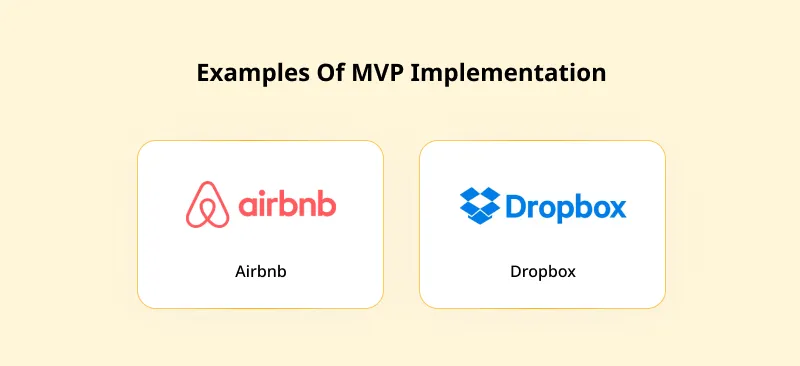 Examples Of MVP Implementation
airbnb
Dropbox
Airbnb
Dropbox